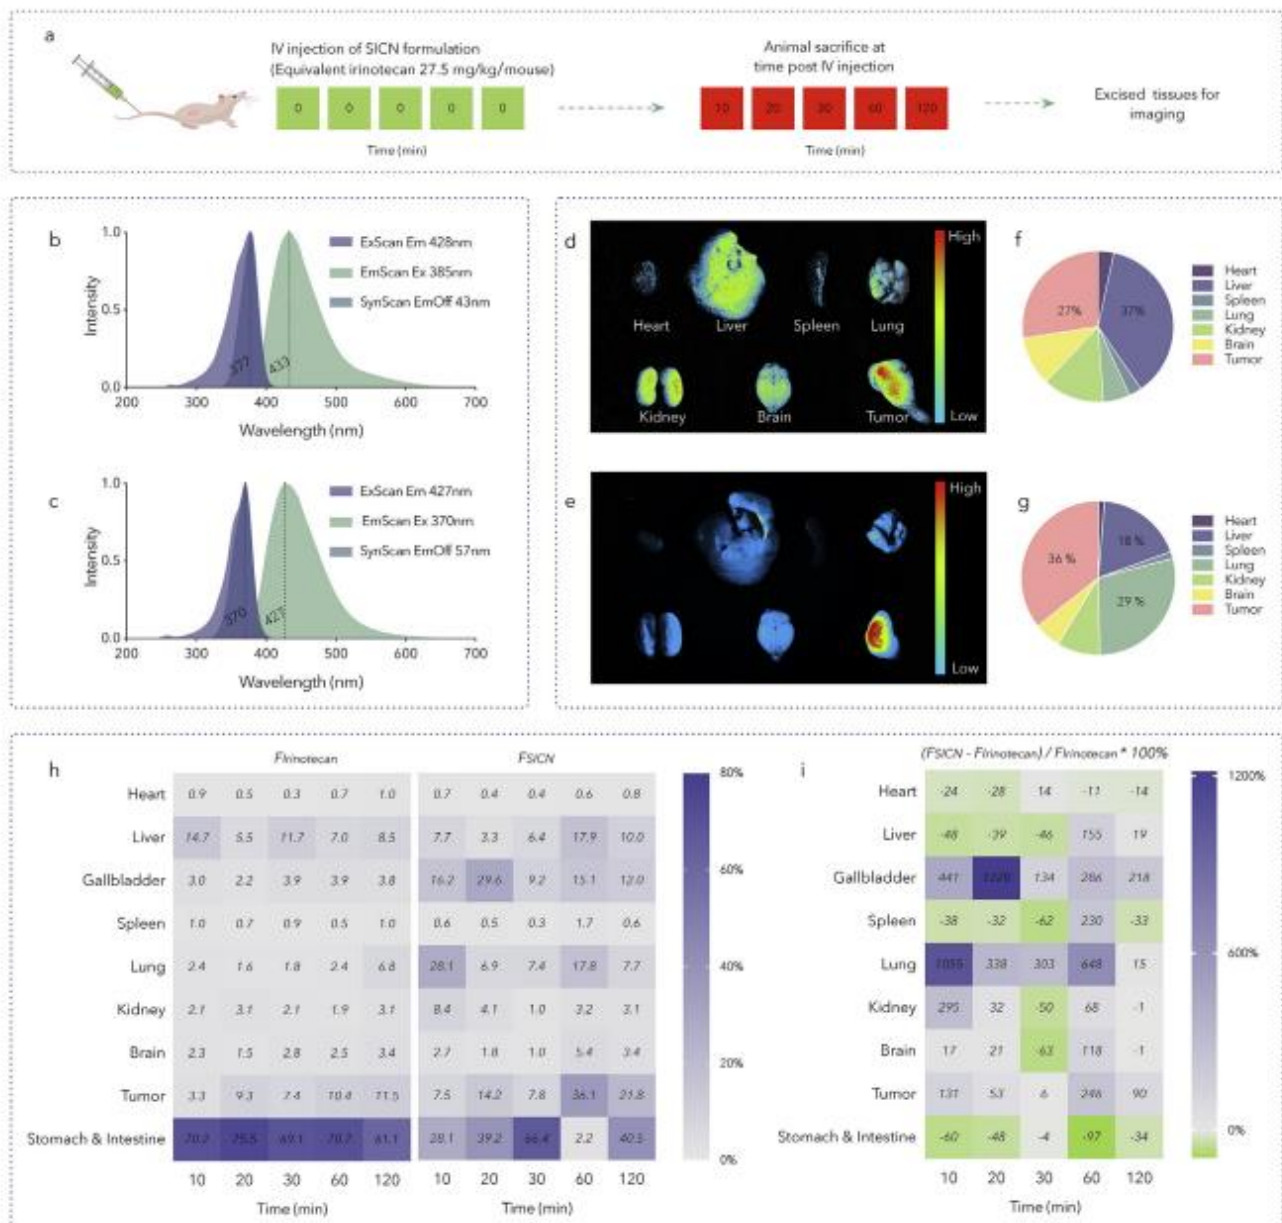 a
IV injection of SICN formulation
(Equivalent irinotecan 27.5 mg/kg/mouse)
0 0 0 0 0
Time (min)
Animal sacrifice at
time post IV injection
10 20 30 60 120
Time (min)
Excised tissues for
imaging
b
1.0
0.5
0.0
Intensity
377 433
200 300 400 500 600 700
Wavelength (nm)
ExScan Em 428nm
EmScan Ex 385nm
SynScan EmOff 43nm
c
1.0
0.5
0.0
Intensity
370 427
200 300 400 500 600 700
Wavelength (nm)
ExScan Em 427nm
EmScan Ex 370nm
SynScan EmOff 57nm
d
Heart Liver Spleen Lung
Kidney Brain Tumor
High
Low
e
High
Low
f
27% 37%
Heart
Liver
Spleen
Lung
Kidney
Brain
Tumor
g
36 % 18 %
29 %
Heart
Liver
Spleen
Lung
Kidney
Brain
Tumor
h
FIrinotecan FSICN
Heart 0.9 0.5 0.3 0.7 1.0 0.7 0.4 0.4 0.6 0.8
Liver 14.7 5.5 11.7 7.0 8.5 7.7 3.3 6.4 17.9 10.0
Gallbladder 3.0 2.2 3.9 3.9 3.8 16.2 29.6 9.2 15.1 12.0
Spleen 1.0 0.7 0.9 0.5 1.0 0.6 0.5 0.3 1.7 0.6
Lung 2.4 1.6 1.8 2.4 6.8 28.1 6.9 7.4 17.8 7.7
Kidney 2.1 3.1 2.1 1.9 3.1 8.4 4.1 1.0 3.2 3.1
Brain 2.3 1.5 2.8 2.5 3.4 2.7 1.8 1.0 5.4 3.4
Tumor 3.3 9.3 7.4 10.4 11.5 7.5 14.2 7.8 36.1 21.8
Stomach & Intestine 70.2 75.5 69.1 70.7 61.1 28.1 39.2 66.4 2.2 40.5
10 20 30 60 120 10 20 30 60 120
Time (min) Time (min)
80%
60%
40%
20%
0%
i
(FSICN - FIrinotecan) / FIrinotecan * 100%
Heart -24 -28 14 -11 -14
Liver -48 -39 -46 155 19
Gallbladder 441 134 286 218
Spleen -38 -32 -62 230 -33
Lung 338 303 648 15
Kidney 295 32 -50 68 -1
Brain 17 21 -63 118 -1
Tumor 131 53 6 246 90
Stomach & Intestine -60 -48 -4 -97 -34
10 20 30 60 120
Time (min)
1200%
600%
0%